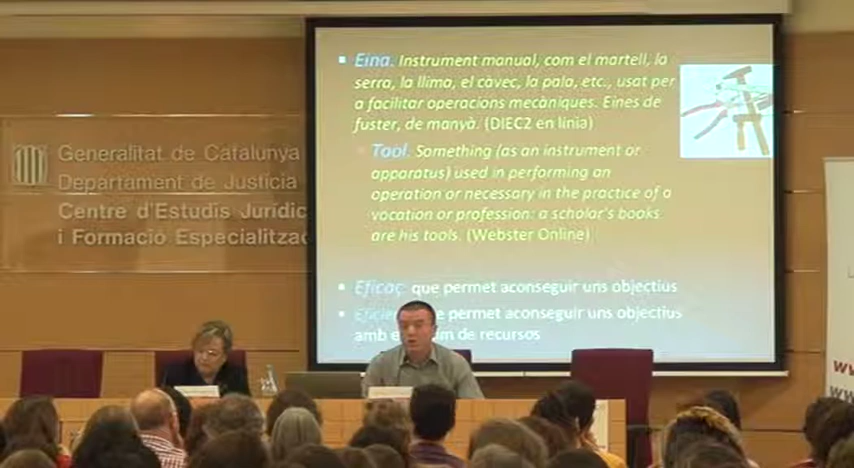 Generalitat de Catalunya
Departament de Justícia
Centre d'Estudis Jurídic
i Formació Especialitzac
▪ Eina. Instrument manual, com el martell, la
serra, la llima, el càvec, la pala, etc., usat per
a facilitar operacions mecàniques. Eines de
fuster, de manyà. (DIEC2 en línia)
Tool. Something (as an instrument or
apparatus) used in performing an
operation or necessary in the practice of a
vocation or profession: a scholar's books
are his tools. (Webster Online)
▪ Eficaç: que permet aconseguir uns objectius
▪ permet aconseguir uns objectius
amb de recursos